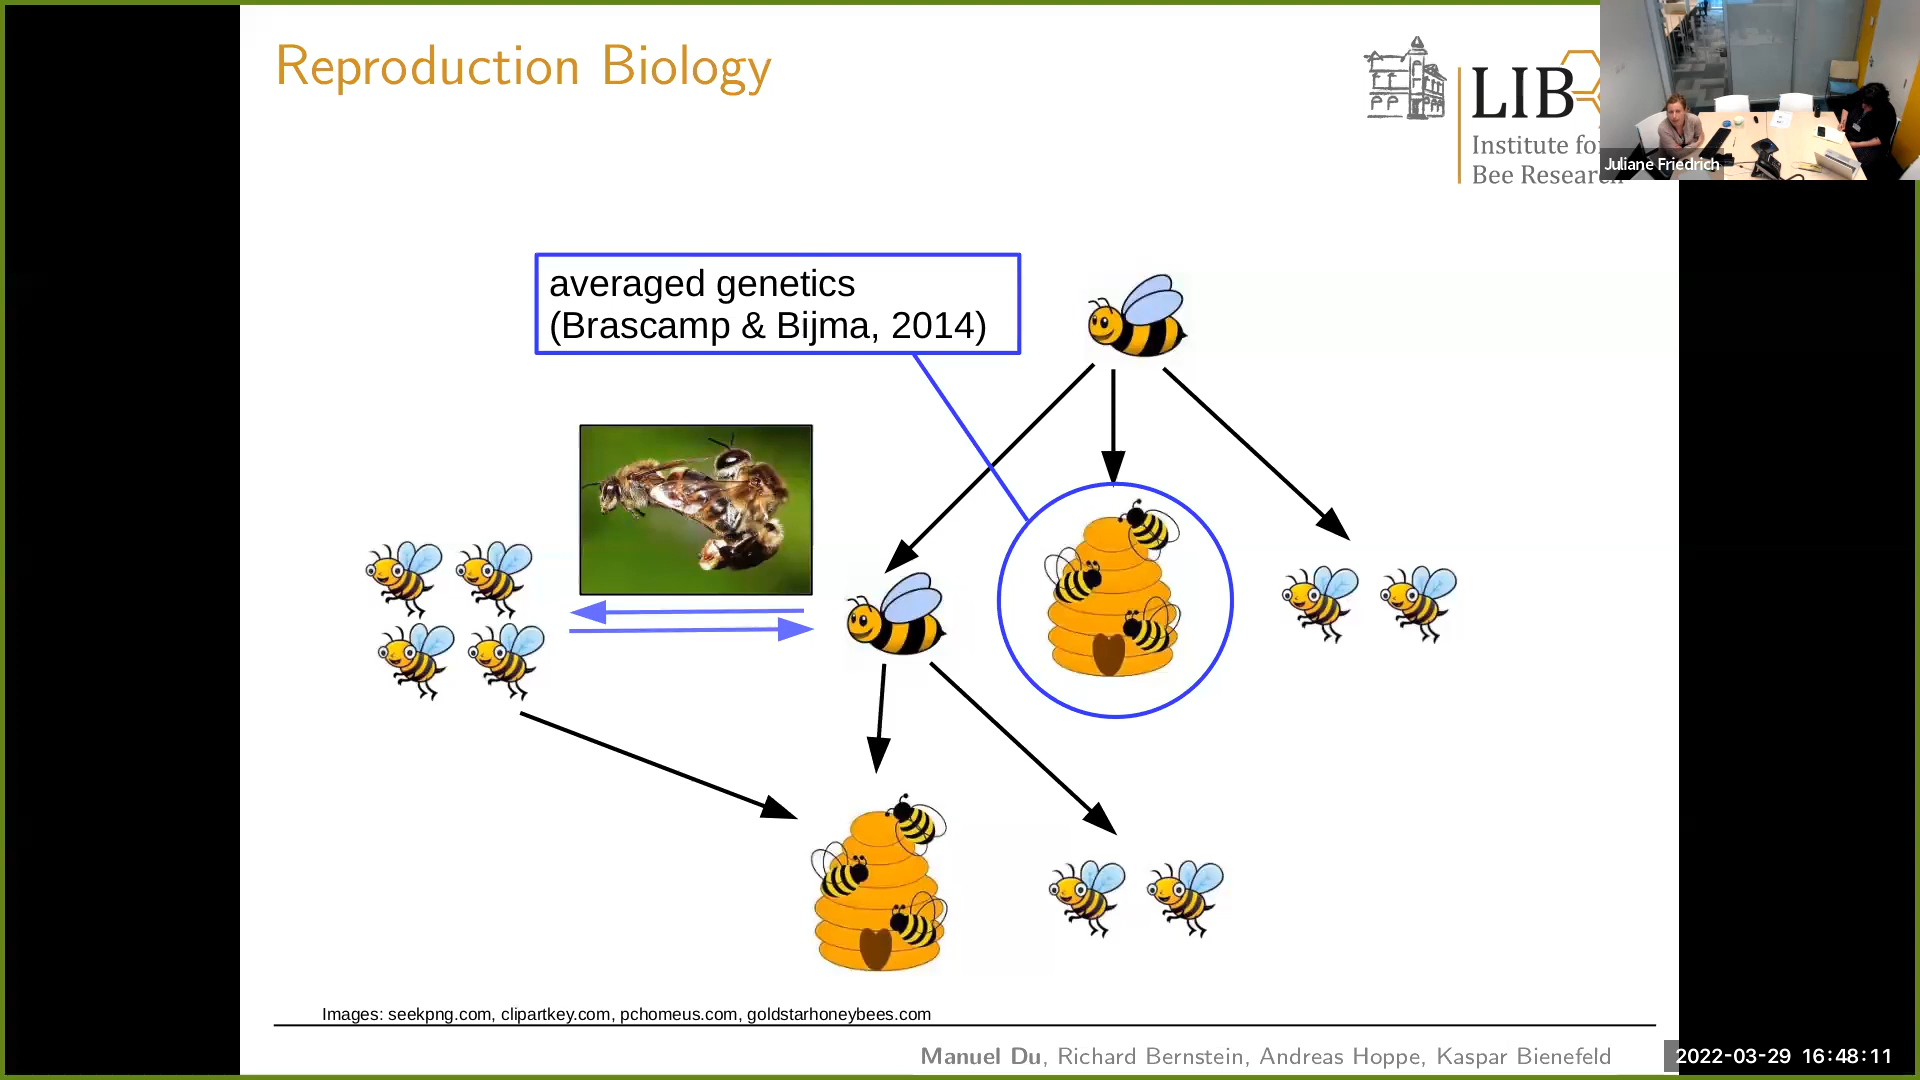 Reproduction Biology
LIB
Institute for
Bee Research
Juliane Friedrich
averaged genetics
(Brascamp & Bijma, 2014)
Images: seekpng.com, clipartkey.com, pchomeus.com, goldstarhoneybees.com
Manuel Du, Richard Bernstein, Andreas Hoppe, Kaspar Bienefeld
2022-03-29 16:48:11